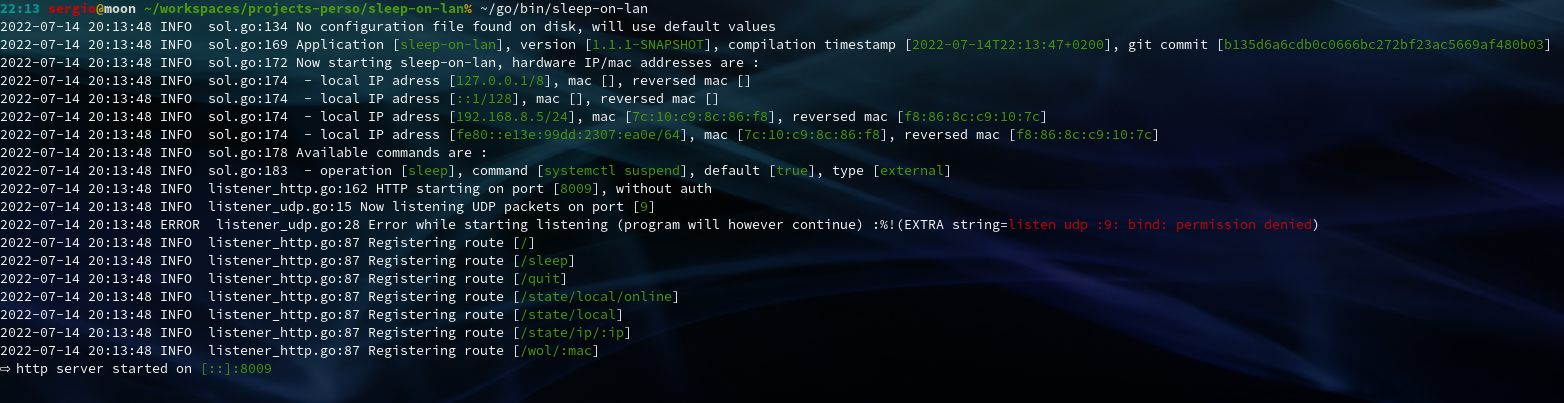 22:13 sergio@moon ~/workspaces/projects-perso/sleep-on-lan% ~/go/bin/sleep-on-lan
2022-07-14 20:13:48 INFO  sol.go:134 No configuration file found on disk, will use default values
2022-07-14 20:13:48 INFO  sol.go:169 Application [sleep-on-lan], version [1.1.1-SNAPSHOT], compilation timestamp [2022-07-14T22:13:47+0200], git commit [b135d6a6cdb0c0666bc272bf23ac5669af480b03]
2022-07-14 20:13:48 INFO  sol.go:172 Now starting sleep-on-lan, hardware IP/mac addresses are :
2022-07-14 20:13:48 INFO  sol.go:174  - local IP adress [127.0.0.1/8], mac [], reversed mac []
2022-07-14 20:13:48 INFO  sol.go:174  - local IP adress [::1/128], mac [], reversed mac []
2022-07-14 20:13:48 INFO  sol.go:174  - local IP adress [192.168.8.5/24], mac [7c:10:c9:8c:86:f8], reversed mac [f8:86:8c:c9:10:7c]
2022-07-14 20:13:48 INFO  sol.go:174  - local IP adress [fe80::e13e:99dd:2307:ea0e/64], mac [7c:10:c9:8c:86:f8], reversed mac [f8:86:8c:c9:10:7c]
2022-07-14 20:13:48 INFO  sol.go:178 Available commands are :
2022-07-14 20:13:48 INFO  sol.go:183  - operation [sleep], command [systemctl suspend], default [true], type [external]
2022-07-14 20:13:48 INFO  listener_http.go:162 HTTP starting on port [8009], without auth
2022-07-14 20:13:48 INFO  listener_udp.go:15 Now listening UDP packets on port [9]
2022-07-14 20:13:48 ERROR  listener_udp.go:28 Error while starting listening (program will however continue) :%!(EXTRA string=listen udp :9: bind: permission denied)
2022-07-14 20:13:48 INFO  listener_http.go:87 Registering route [/]
2022-07-14 20:13:48 INFO  listener_http.go:87 Registering route [/sleep]
2022-07-14 20:13:48 INFO  listener_http.go:87 Registering route [/quit]
2022-07-14 20:13:48 INFO  listener_http.go:87 Registering route [/state/local/online]
2022-07-14 20:13:48 INFO  listener_http.go:87 Registering route [/state/local]
2022-07-14 20:13:48 INFO  listener_http.go:87 Registering route [/state/ip/:ip]
2022-07-14 20:13:48 INFO  listener_http.go:87 Registering route [/wol/:mac]
⇨ http server started on [::]:8009